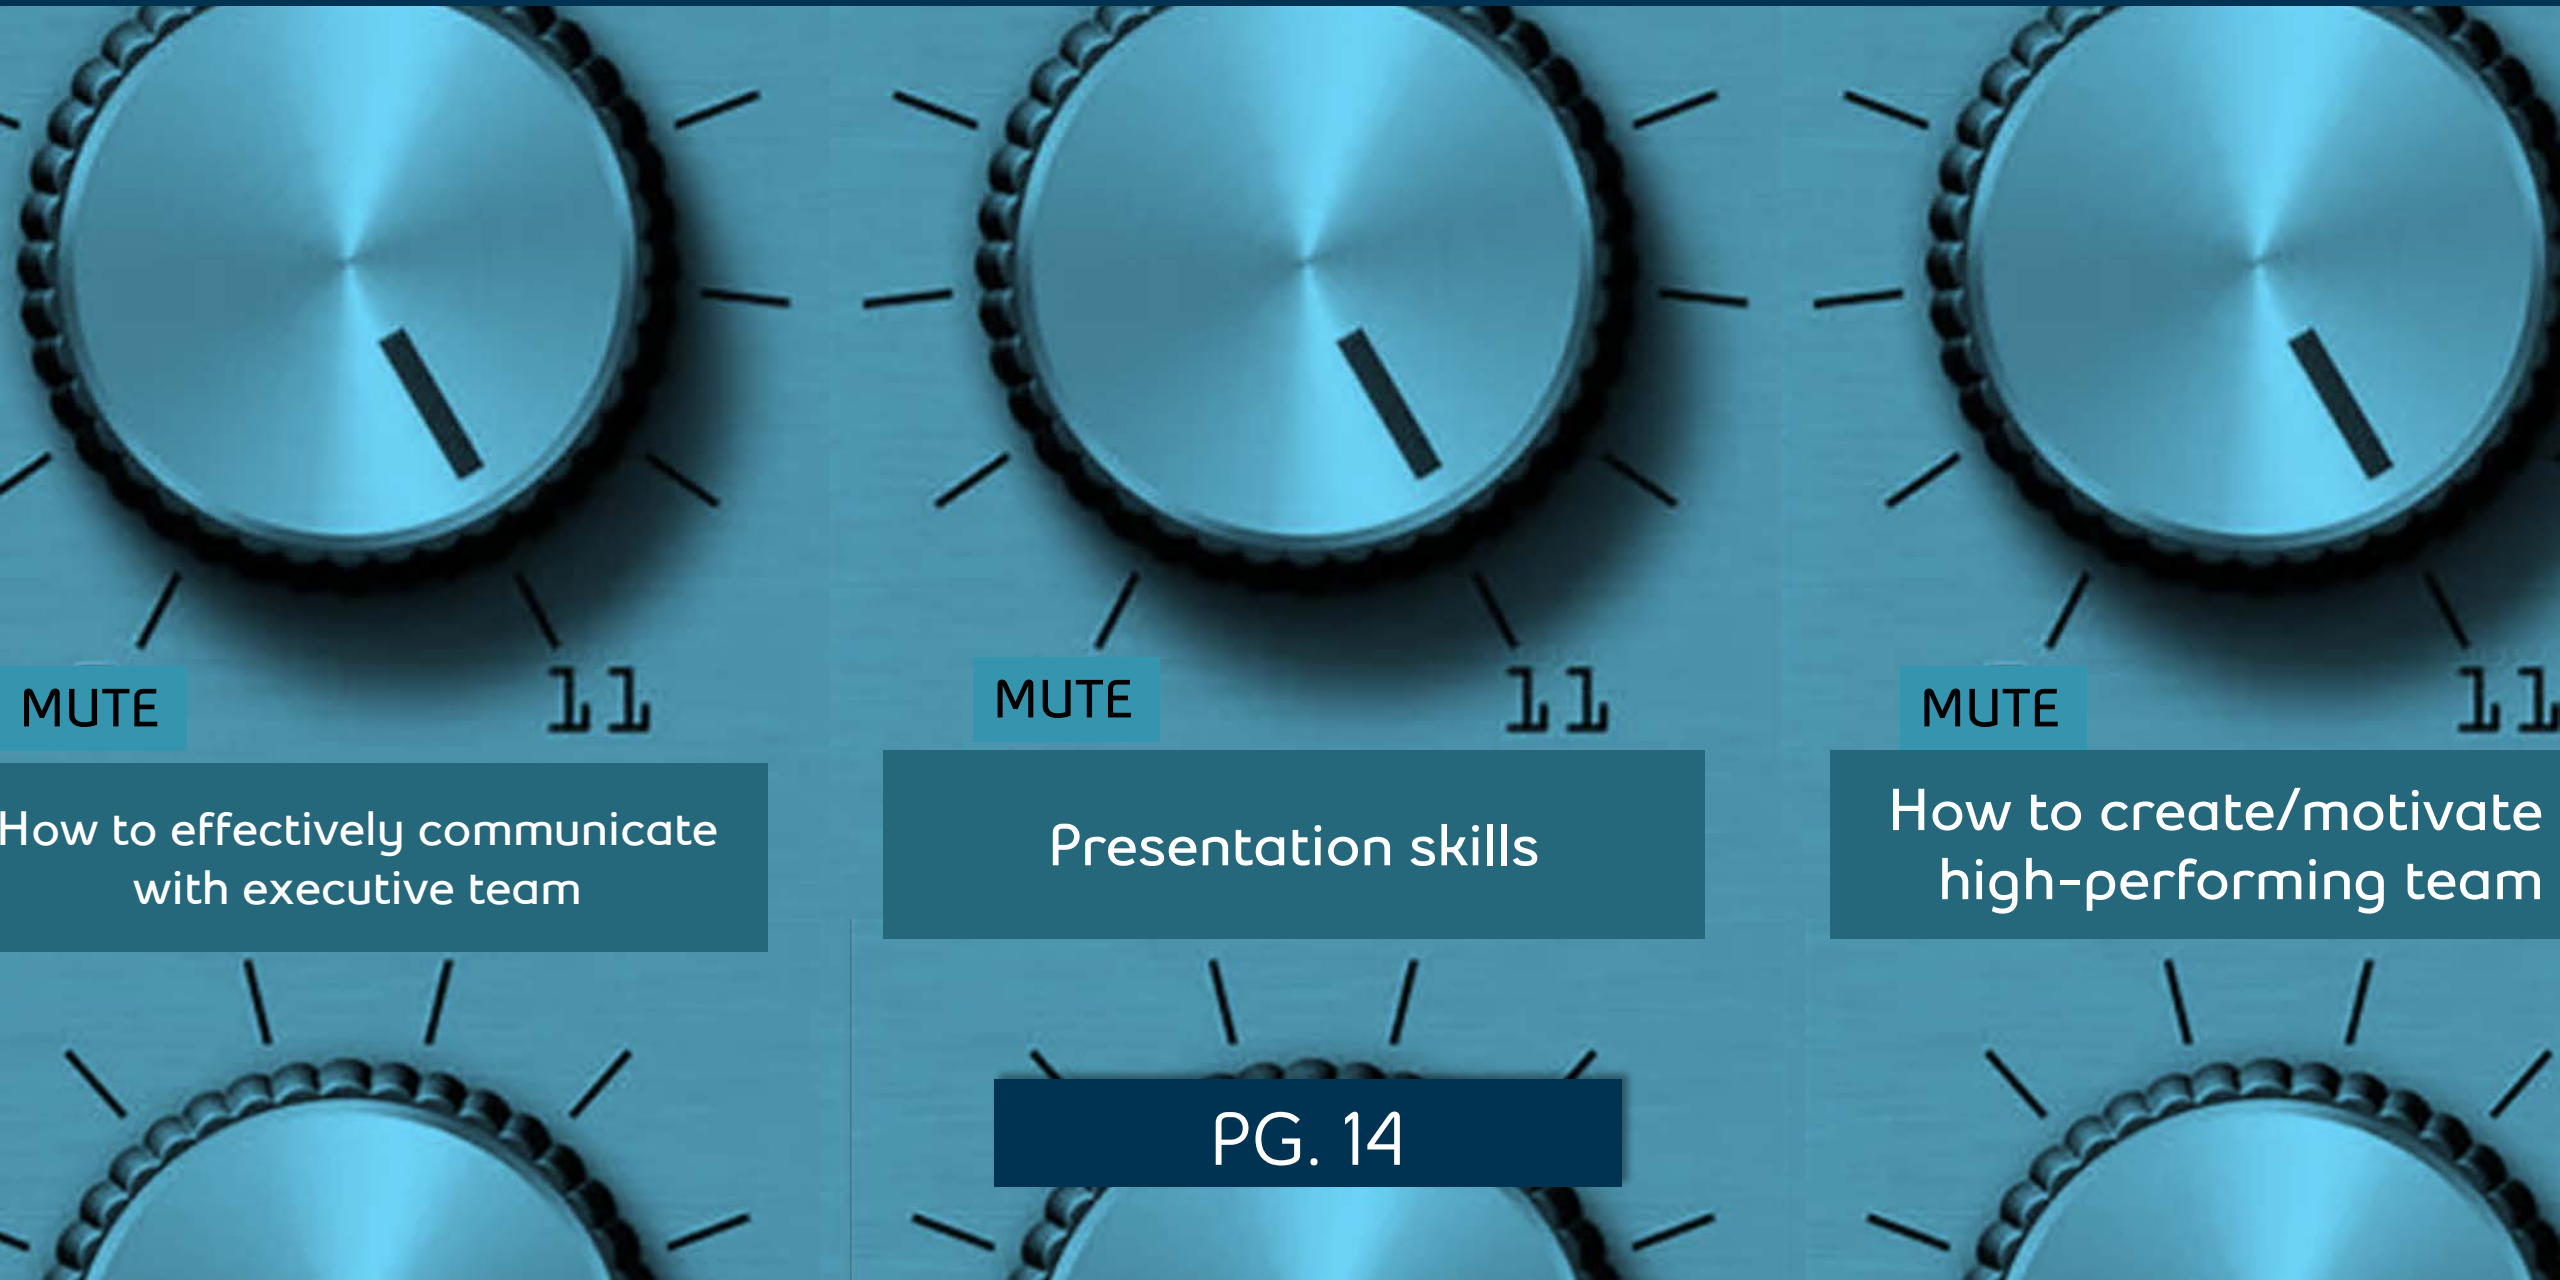 MUTE
11
MUTE
11
MUTE
11
How to effectively communicate
with executive team
Presentation skills
How to create/motivate
high-performing team
PG. 14